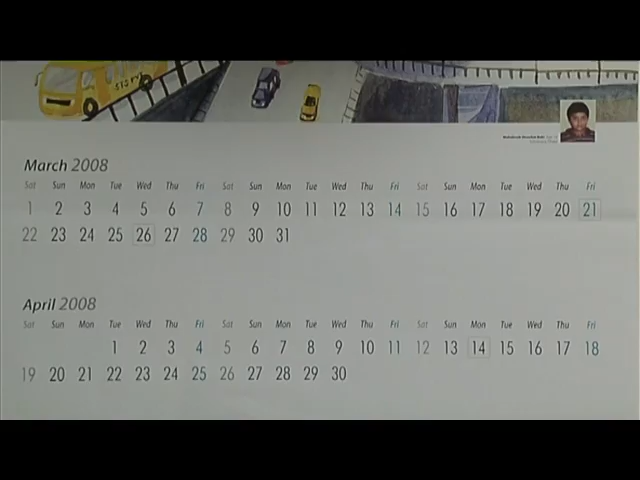 March 2008
Sat Sun Mon Tue Wed Thu Fri Sat Sun Mon Tue Wed Thu Fri Sat Sun Mon Tue Wed Thu Fri
1 2 3 4 5 6 7 8 9 10 11 12 13 14 15 16 17 18 19 20 21
22 23 24 25 26 27 28 29 30 31
April 2008
Sat Sun Mon Tue Wed Thu Fri Sat Sun Mon Tue Wed Thu Fri Sat Sun Mon Tue Wed Thu Fri
1 2 3 4 5 6 7 8 9 10 11 12 13 14 15 16 17 18
19 20 21 22 23 24 25 26 27 28 29 30